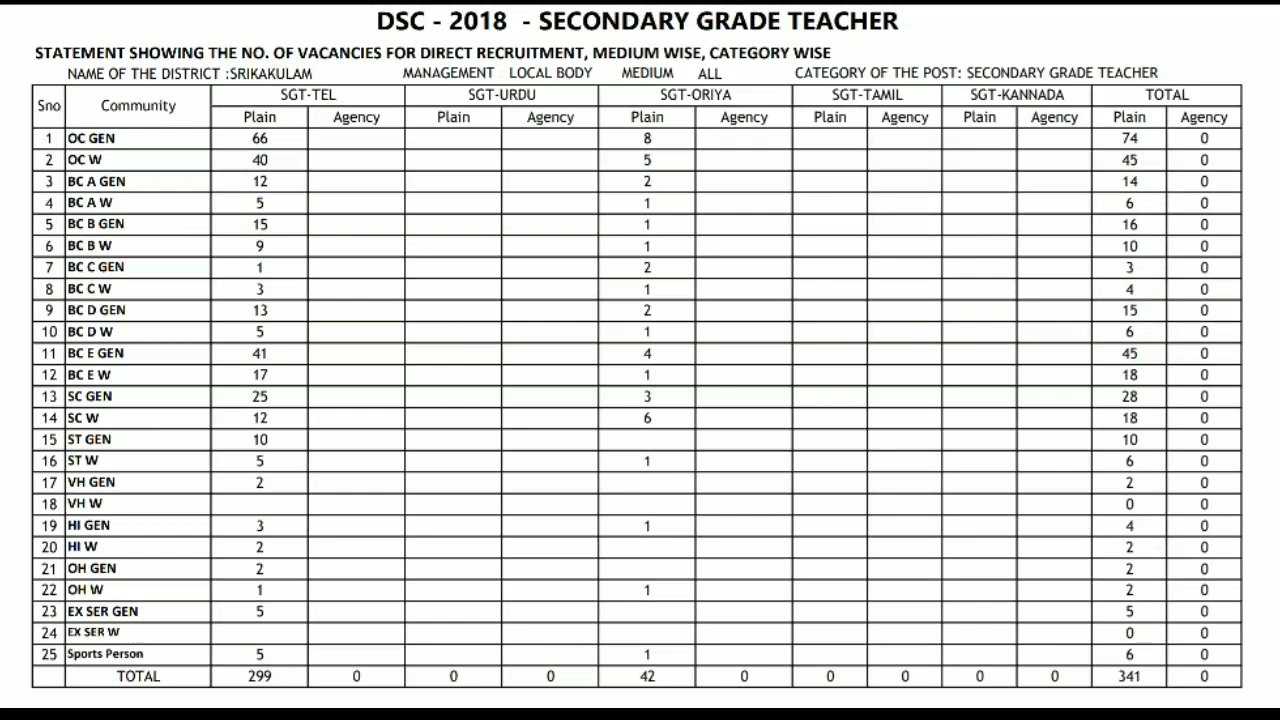 DSC - 2018 - SECONDARY GRADE TEACHER
STATEMENT SHOWING THE NO. OF VACANCIES FOR DIRECT RECRUITMENT, MEDIUM WISE, CATEGORY WISE
NAME OF THE DISTRICT :SRIKAKULAM MANAGEMENT LOCAL BODY MEDIUM ALL CATEGORY OF THE POST: SECONDARY GRADE TEACHER
Sno Community SGT-TEL SGT-URDU SGT-ORIYA SGT-TAMIL SGT-KANNADA TOTAL
Plain Agency Plain Agency Plain Agency Plain Agency Plain Agency Plain Agency
1 OC GEN 66 8 74 0
2 OC W 40 5 45 0
3 BC A GEN 12 2 14 0
4 BC A W 5 1 6 0
5 BC B GEN 15 1 16 0
6 BC B W 9 1 10 0
7 BC C GEN 1 2 3 0
8 BC C W 3 1 4 0
9 BC D GEN 13 2 15 0
10 BC D W 5 1 6 0
11 BC E GEN 41 4 45 0
12 BC E W 17 1 18 0
13 SC GEN 25 3 28 0
14 SC W 12 6 18 0
15 ST GEN 10 10 0
16 ST W 5 1 6 0
17 VH GEN 2 2 0
18 VH W 0 0
19 HI GEN 3 1 4 0
20 HI W 2 2 0
21 OH GEN 2 2 0
22 OH W 1 1 2 0
23 EX SER GEN 5 5 0
24 EX SER W 0 0
25 Sports Person 5 1 6 0
TOTAL 299 0 0 0 42 0 0 0 0 0 341 0